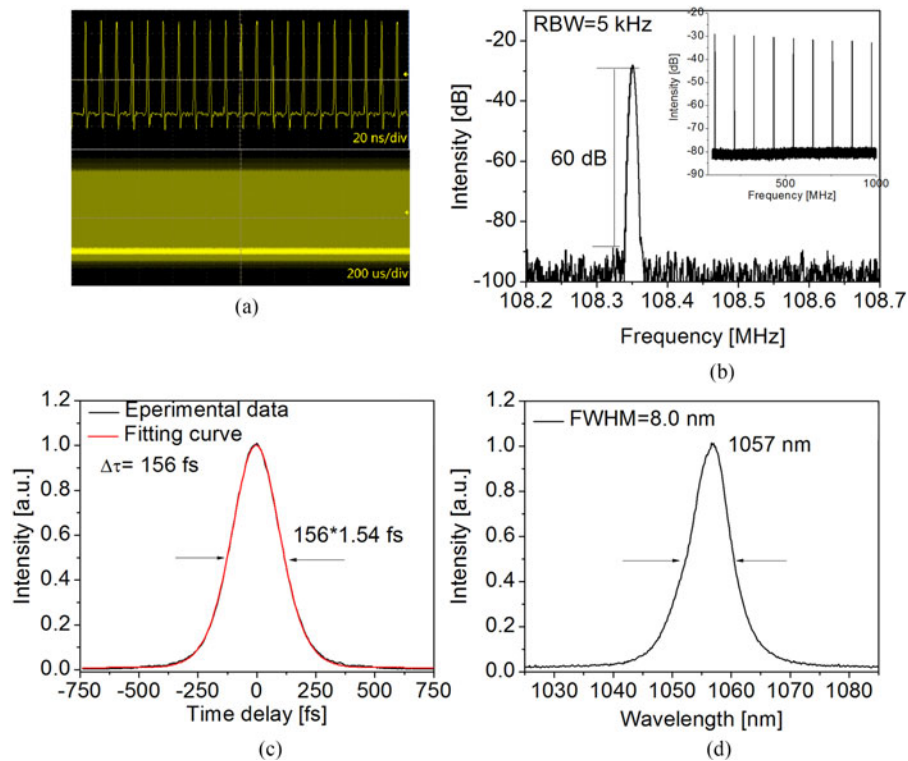 20 ns/div
200 us/div
(a)
RBW=5 kHz
60 dB
Intensity [dB]
-20
-40
-60
-80
-100
108.2 108.3 108.4 108.5 108.6 108.7
Frequency [MHz]
Intensity [dB]
-20
-30
-40
-50
-60
-70
-80
-90
500 1000
Frequency [MHz]
(b)
Eperimental data
Fitting curve
Δτ= 156 fs
156*1.54 fs
Intensity [a.u.]
1.2
1.0
0.8
0.6
0.4
0.2
0.0
-750 -500 -250 0 250 500 750
Time delay [fs]
(c)
FWHM=8.0 nm
1057 nm
Intensity [a.u.]
1.2
1.0
0.8
0.6
0.4
0.2
0.0
1030 1040 1050 1060 1070 1080
Wavelength [nm]
(d)